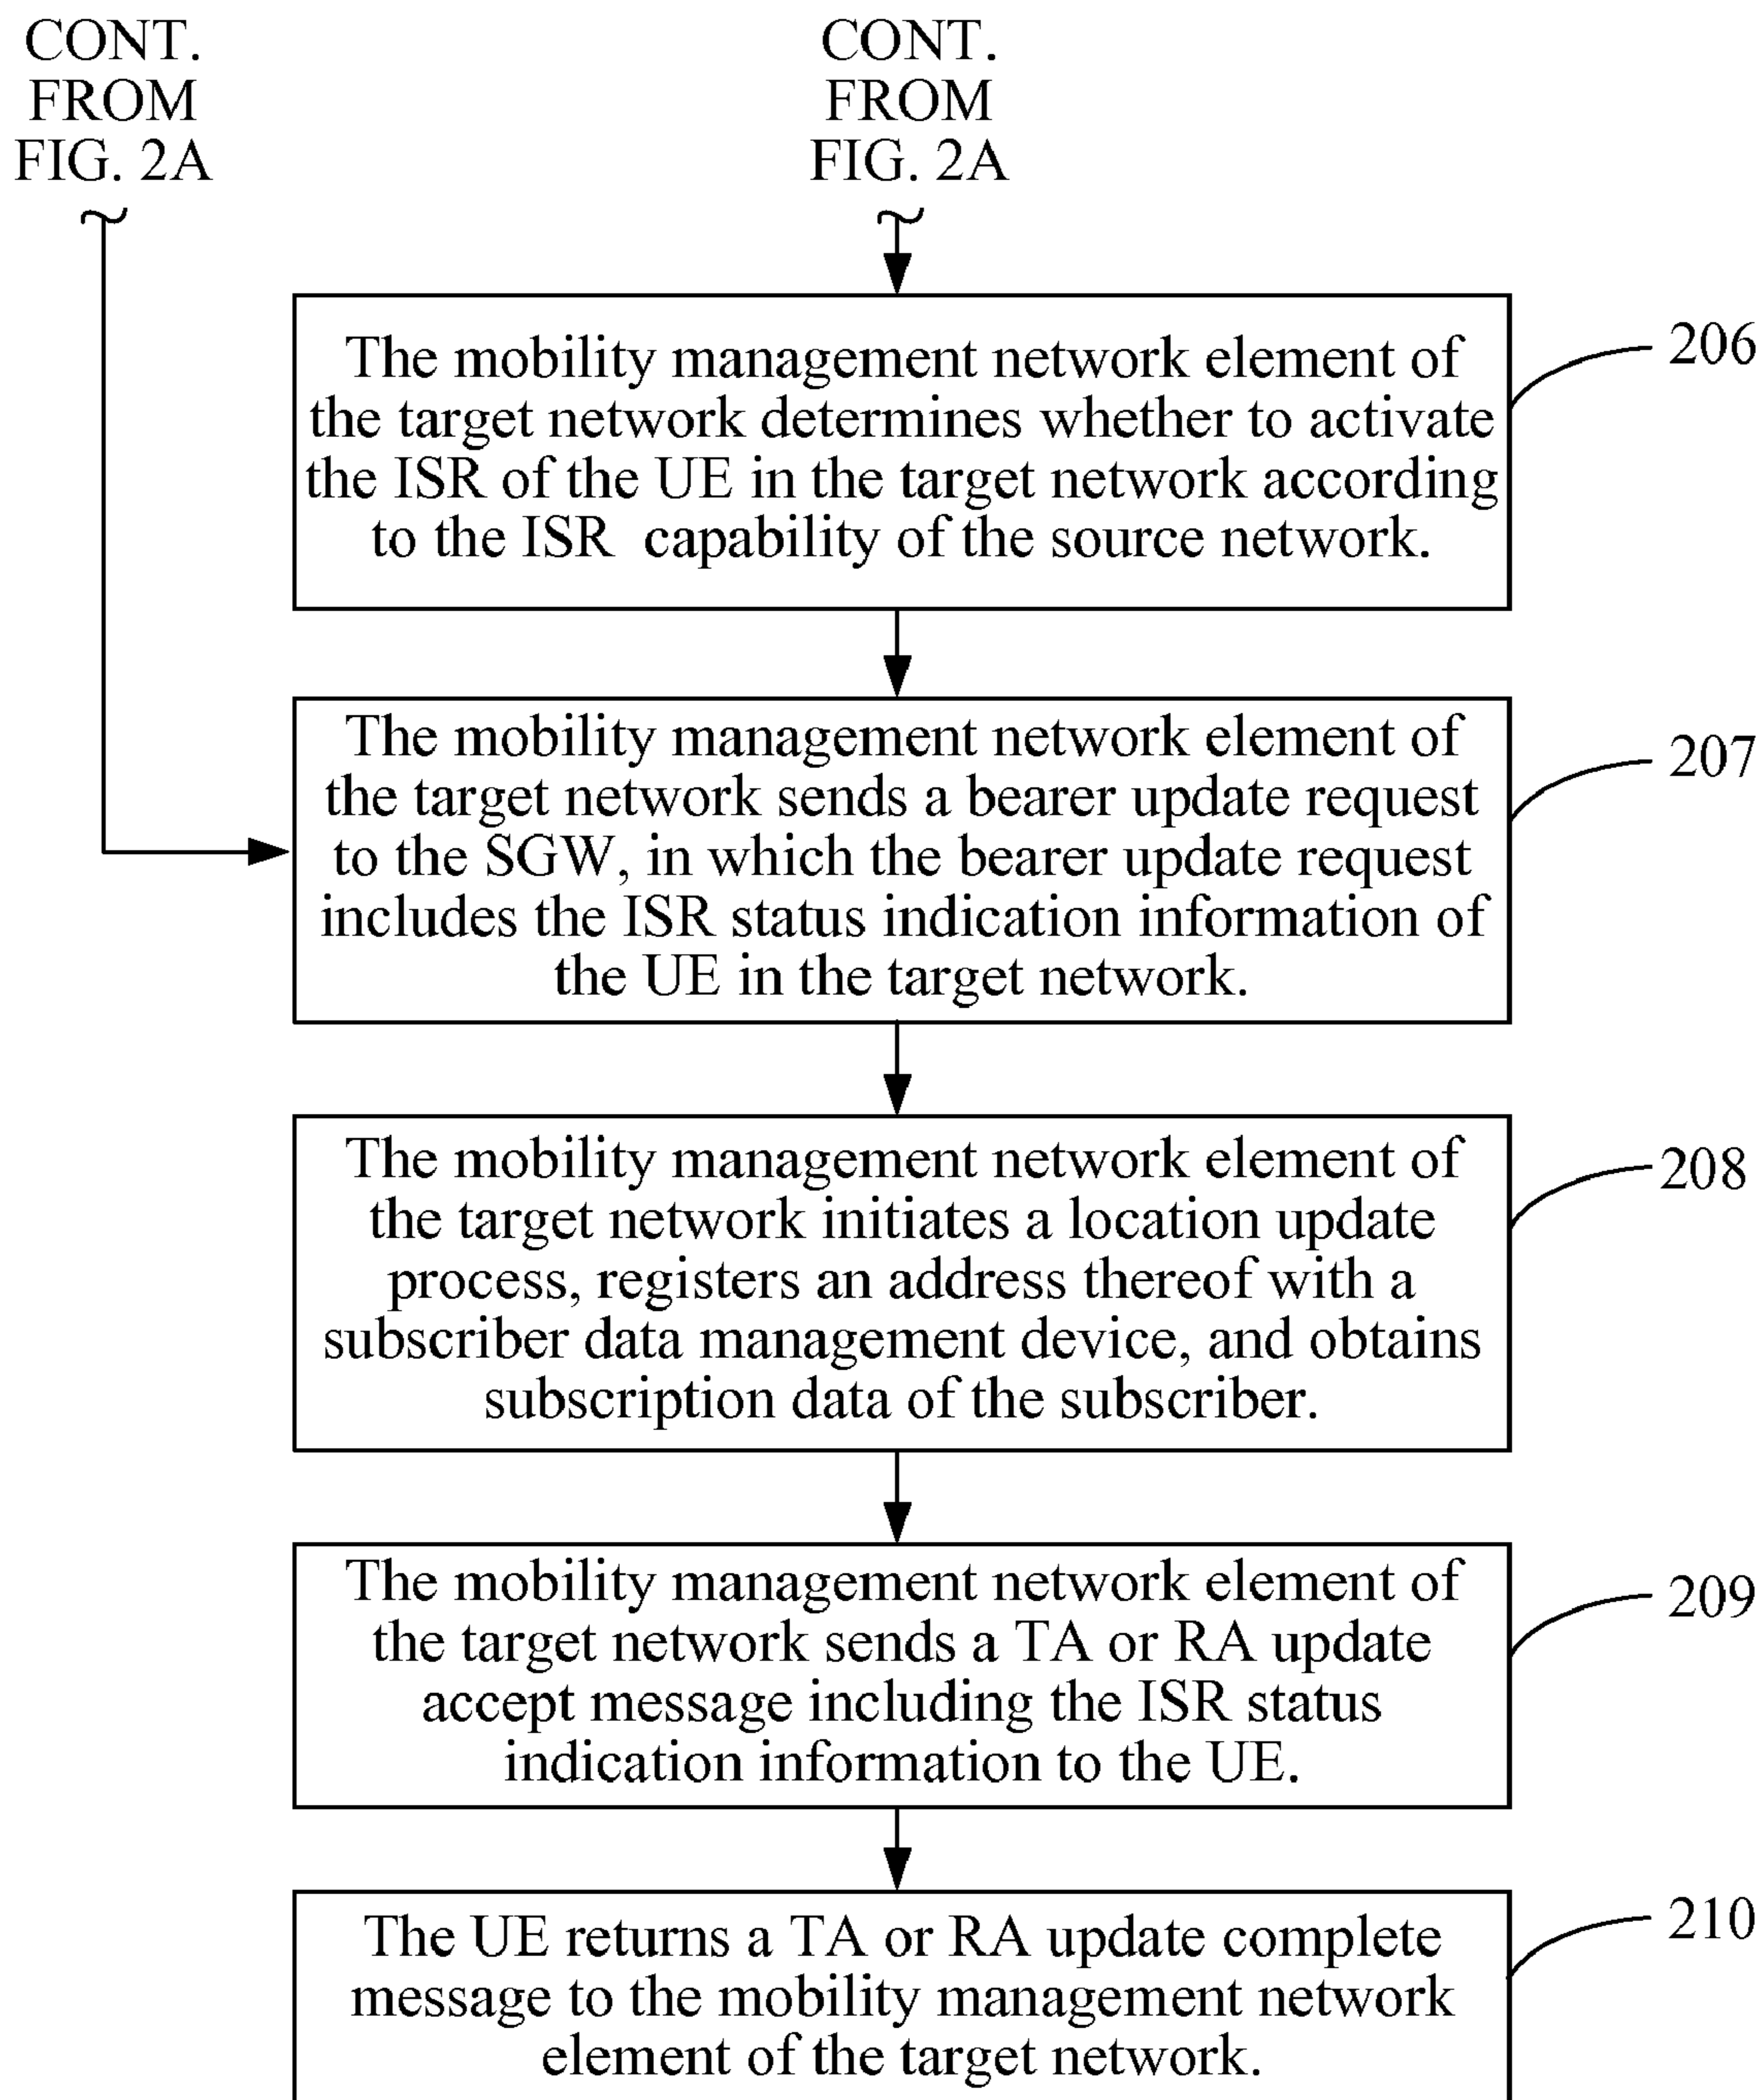 CONT.
FROM
FIG. 2A
CONT.
FROM
FIG. 2A
The mobility management network element of
the target network determines whether to activate
the ISR of the UE in the target network according
to the ISR capability of the source network.
206
The mobility management network element of
the target network sends a bearer update request
to the SGW, in which the bearer update request
includes the ISR status indication information of
the UE in the target network.
207
The mobility management network element of
the target network initiates a location update
process, registers an address thereof with a
subscriber data management device, and obtains
subscription data of the subscriber.
208
The mobility management network element of
the target network sends a TA or RA update
accept message including the ISR status
indication information to the UE.
209
The UE returns a TA or RA update complete
message to the mobility management network
element of the target network.
210